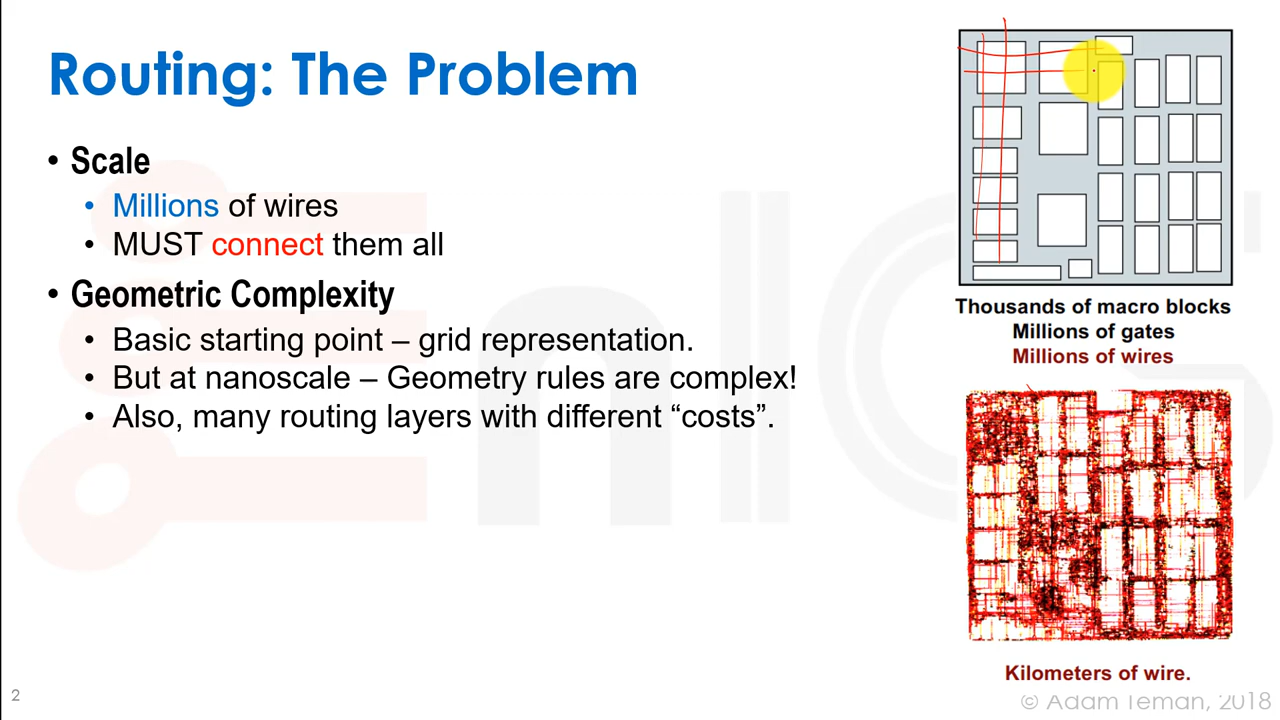 Routing: The Problem
• Scale
• Millions of wires
• MUST connect them all
• Geometric Complexity
• Basic starting point – grid representation.
• But at nanoscale – Geometry rules are complex!
• Also, many routing layers with different “costs”.
Thousands of macro blocks
Millions of gates
Millions of wires
Kilometers of wire.
2
© Adam Teman, 2018